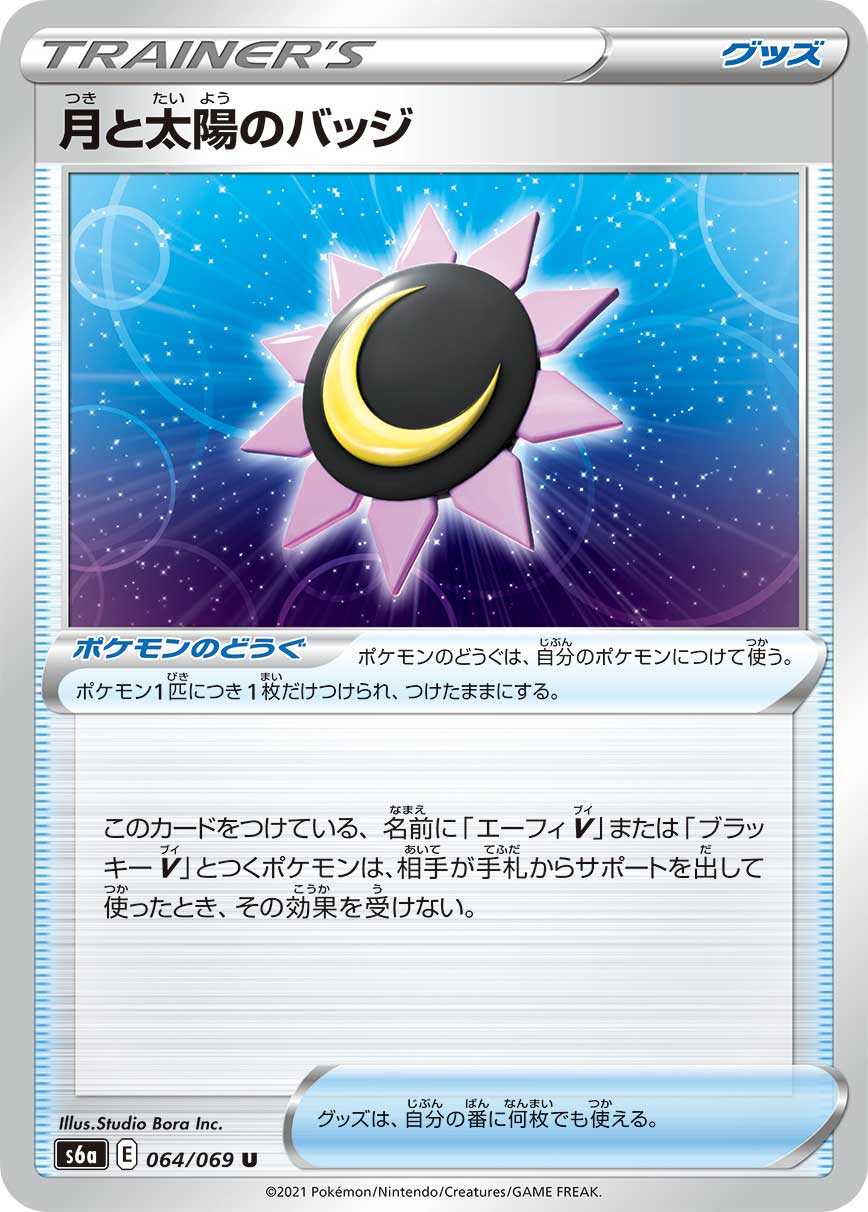 TRAINER'S グッズ
つき たい よう
月と太陽のバッジ
ポケモンのどうぐ
じぶん つか
ポケモンのどうぐは、自分のポケモンにつけて使う。
びき まい
ポケモン1匹につき1枚だけつけられ、つけたままにする。
なまえ ブイ
このカードをつけている、名前に「エーフィV」または「ブラッ
ブイ あいて てふだ だ
キーV」とつくポケモンは、相手が手札からサポートを出して
つか こうか う
使ったとき、その効果を受けない。
じぶん ばん なんまい つか
グッズは、自分の番に何枚でも使える。
Illus.Studio Bora Inc.
s6a E 064/069 U
©2021 Pokémon/Nintendo/Creatures/GAME FREAK.